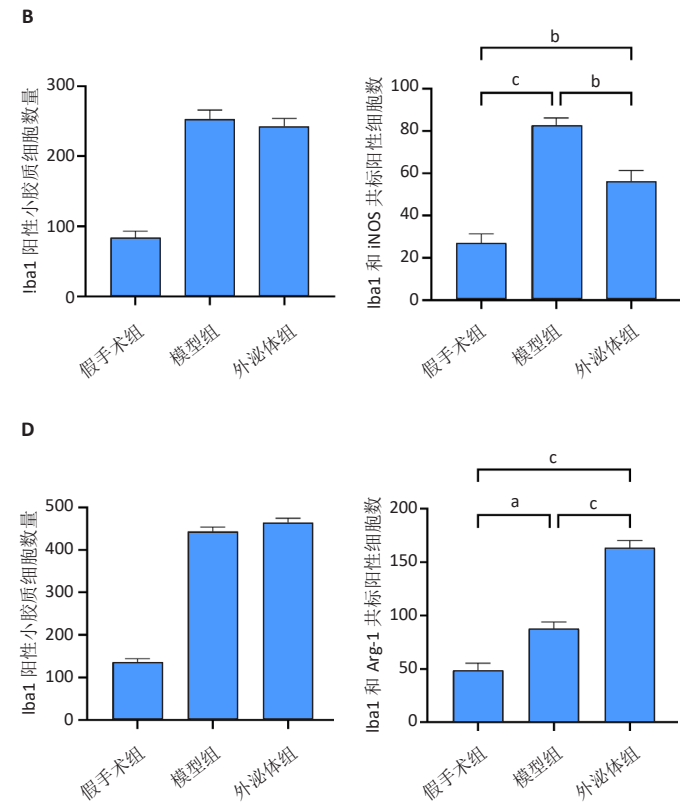 B
!ba1 阳性小胶质细胞数量
300
200
100
0
假手术组
模型组
外泌体组
Iba1 和 iNOS 共标阳性细胞数
100
80
60
40
20
0
b
c
b
假手术组
模型组
外泌体组
D
Iba1 阳性小胶质细胞数量
500
400
300
200
100
0
假手术组
模型组
外泌体组
Iba1 和 Arg-1 共标阳性细胞数
200
150
100
50
0
c
a
c
假手术组
模型组
外泌体组